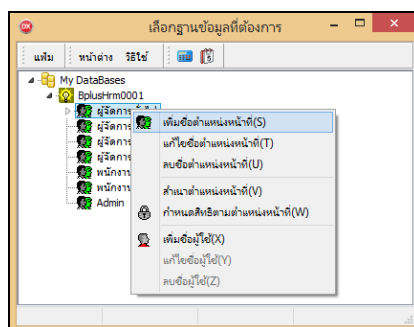 เลือกฐานข้อมูลที่ต้องการ
แฟ้ม หน้าต่าง วิธีใช้
My DataBases
BplusHrm0001
ผู้จัดการ
ผู้จัดการ
ผู้จัดการ
ผู้จัดการ
พนักงาน
พนักงาน
Admin
เพิ่มชื่อตำแหน่งหน้าที่(S)
แก้ไขชื่อตำแหน่งหน้าที่(T)
ลบชื่อตำแหน่งหน้าที่(U)
สำเนาตำแหน่งหน้าที่(V)
กำหนดสิทธิตามตำแหน่งหน้าที่(W)
เพิ่มชื่อผู้ใช้(X)
แก้ไขชื่อผู้ใช้(Y)
ลบชื่อผู้ใช้(Z)